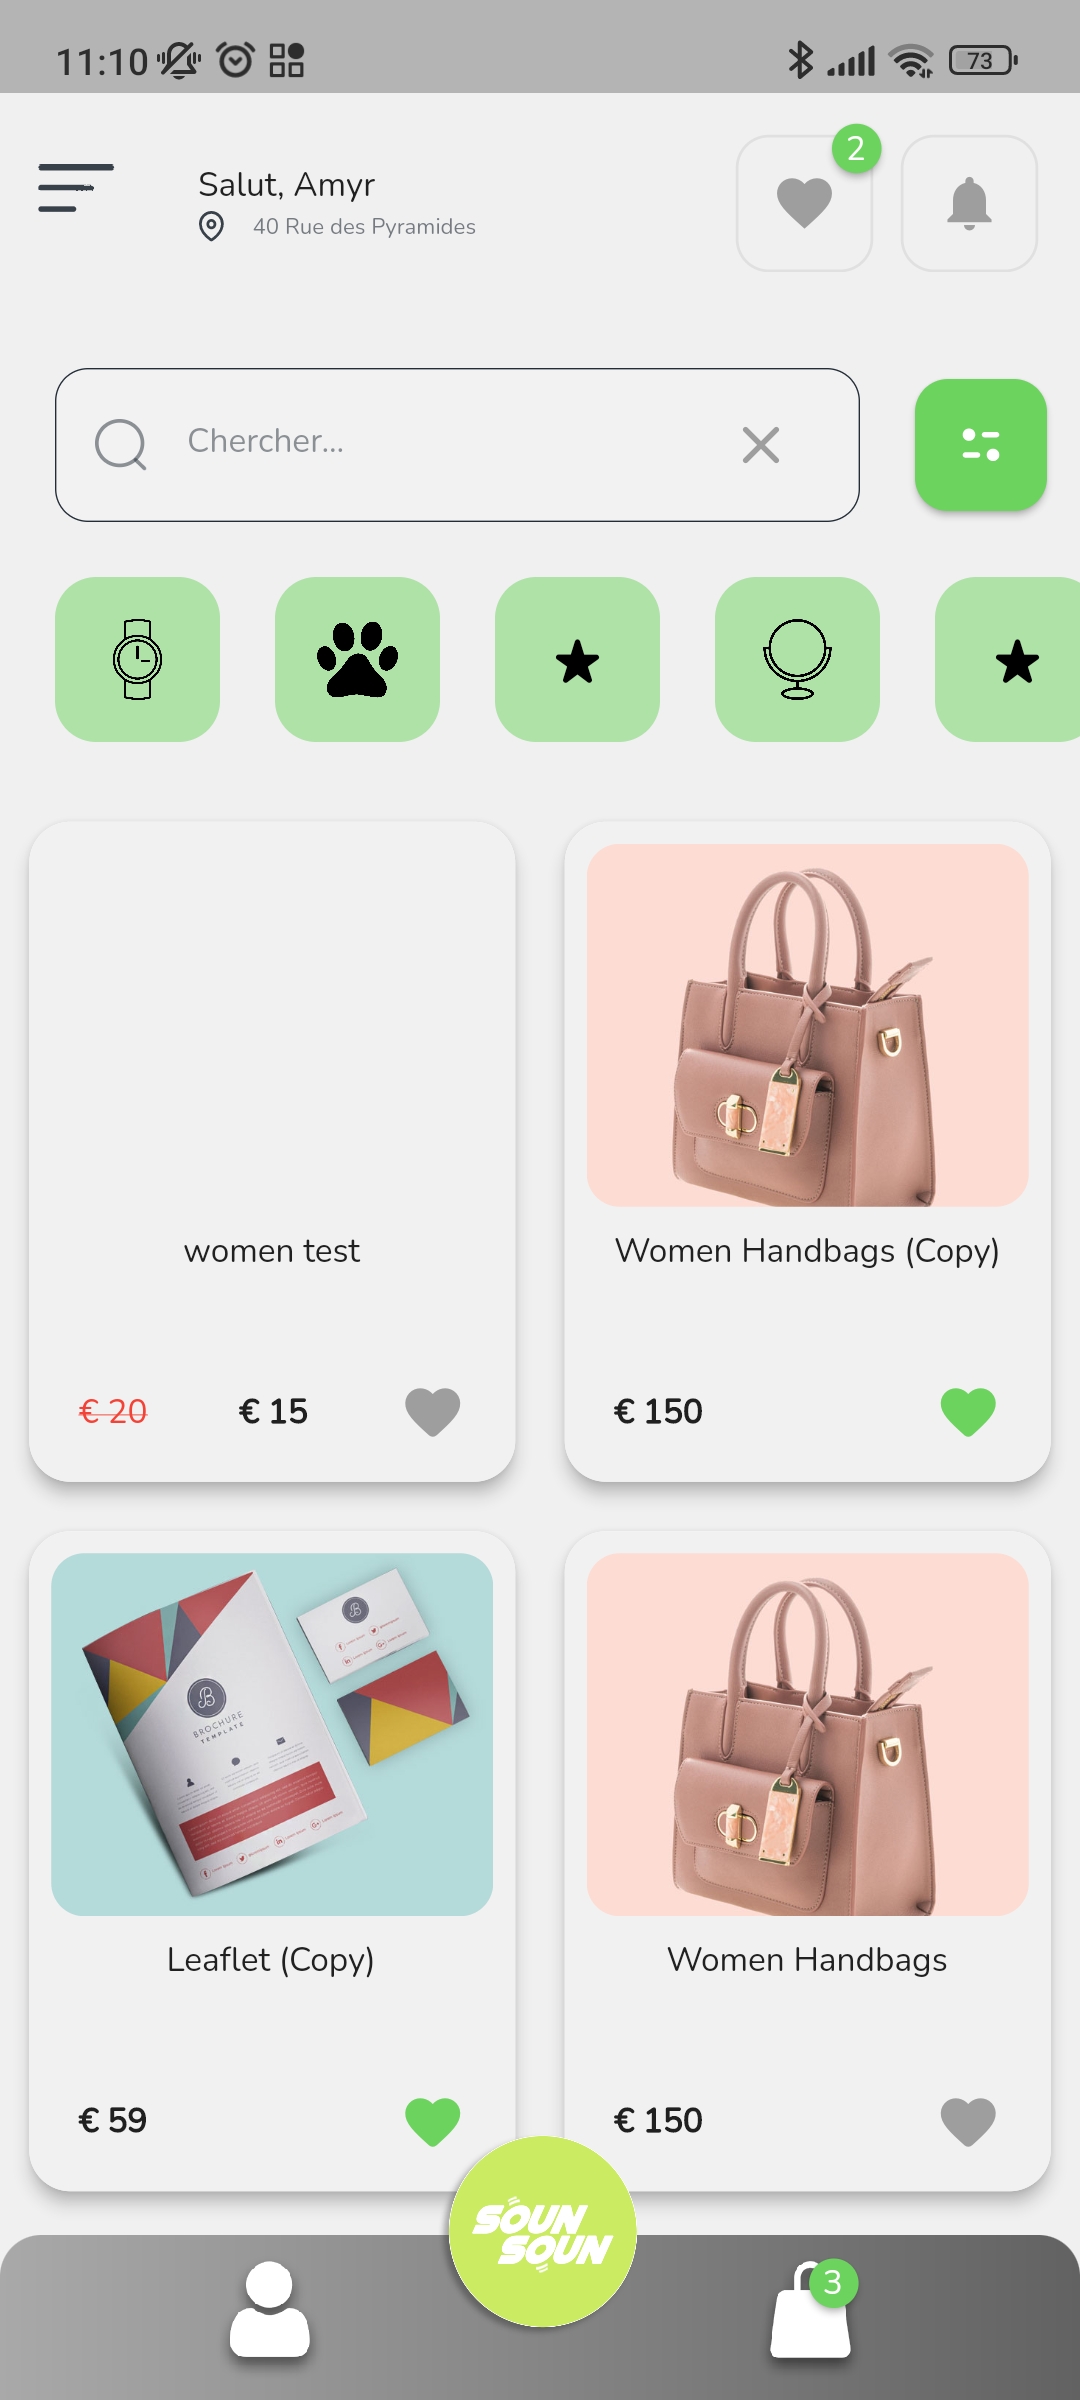 11:10
73
Salut, Amyr
2
40 Rue des Pyramides
Chercher...
women test
Women Handbags (Copy)
€ 20
€ 15
€ 150
B
BROCHURE
TEMPLATE
B
Leaflet (Copy)
Women Handbags
€ 59
€ 150
SOUN
SOUN
3